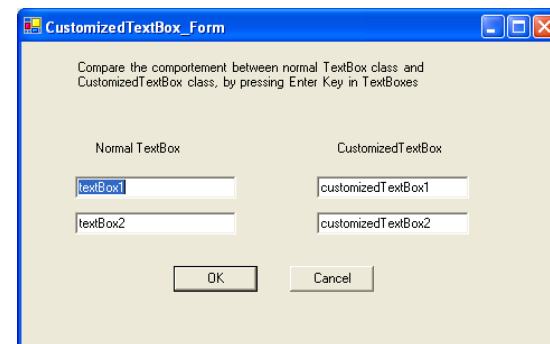 CustomizedTextBox_Form
Compare the comportement between normal TextBox class and
CustomizedTextBox class, by pressing Enter Key in TextBoxes
Normal TextBox
CustomizedTextBox
textBox1
customizedTextBox1
textBox2
customizedTextBox2
OK
Cancel